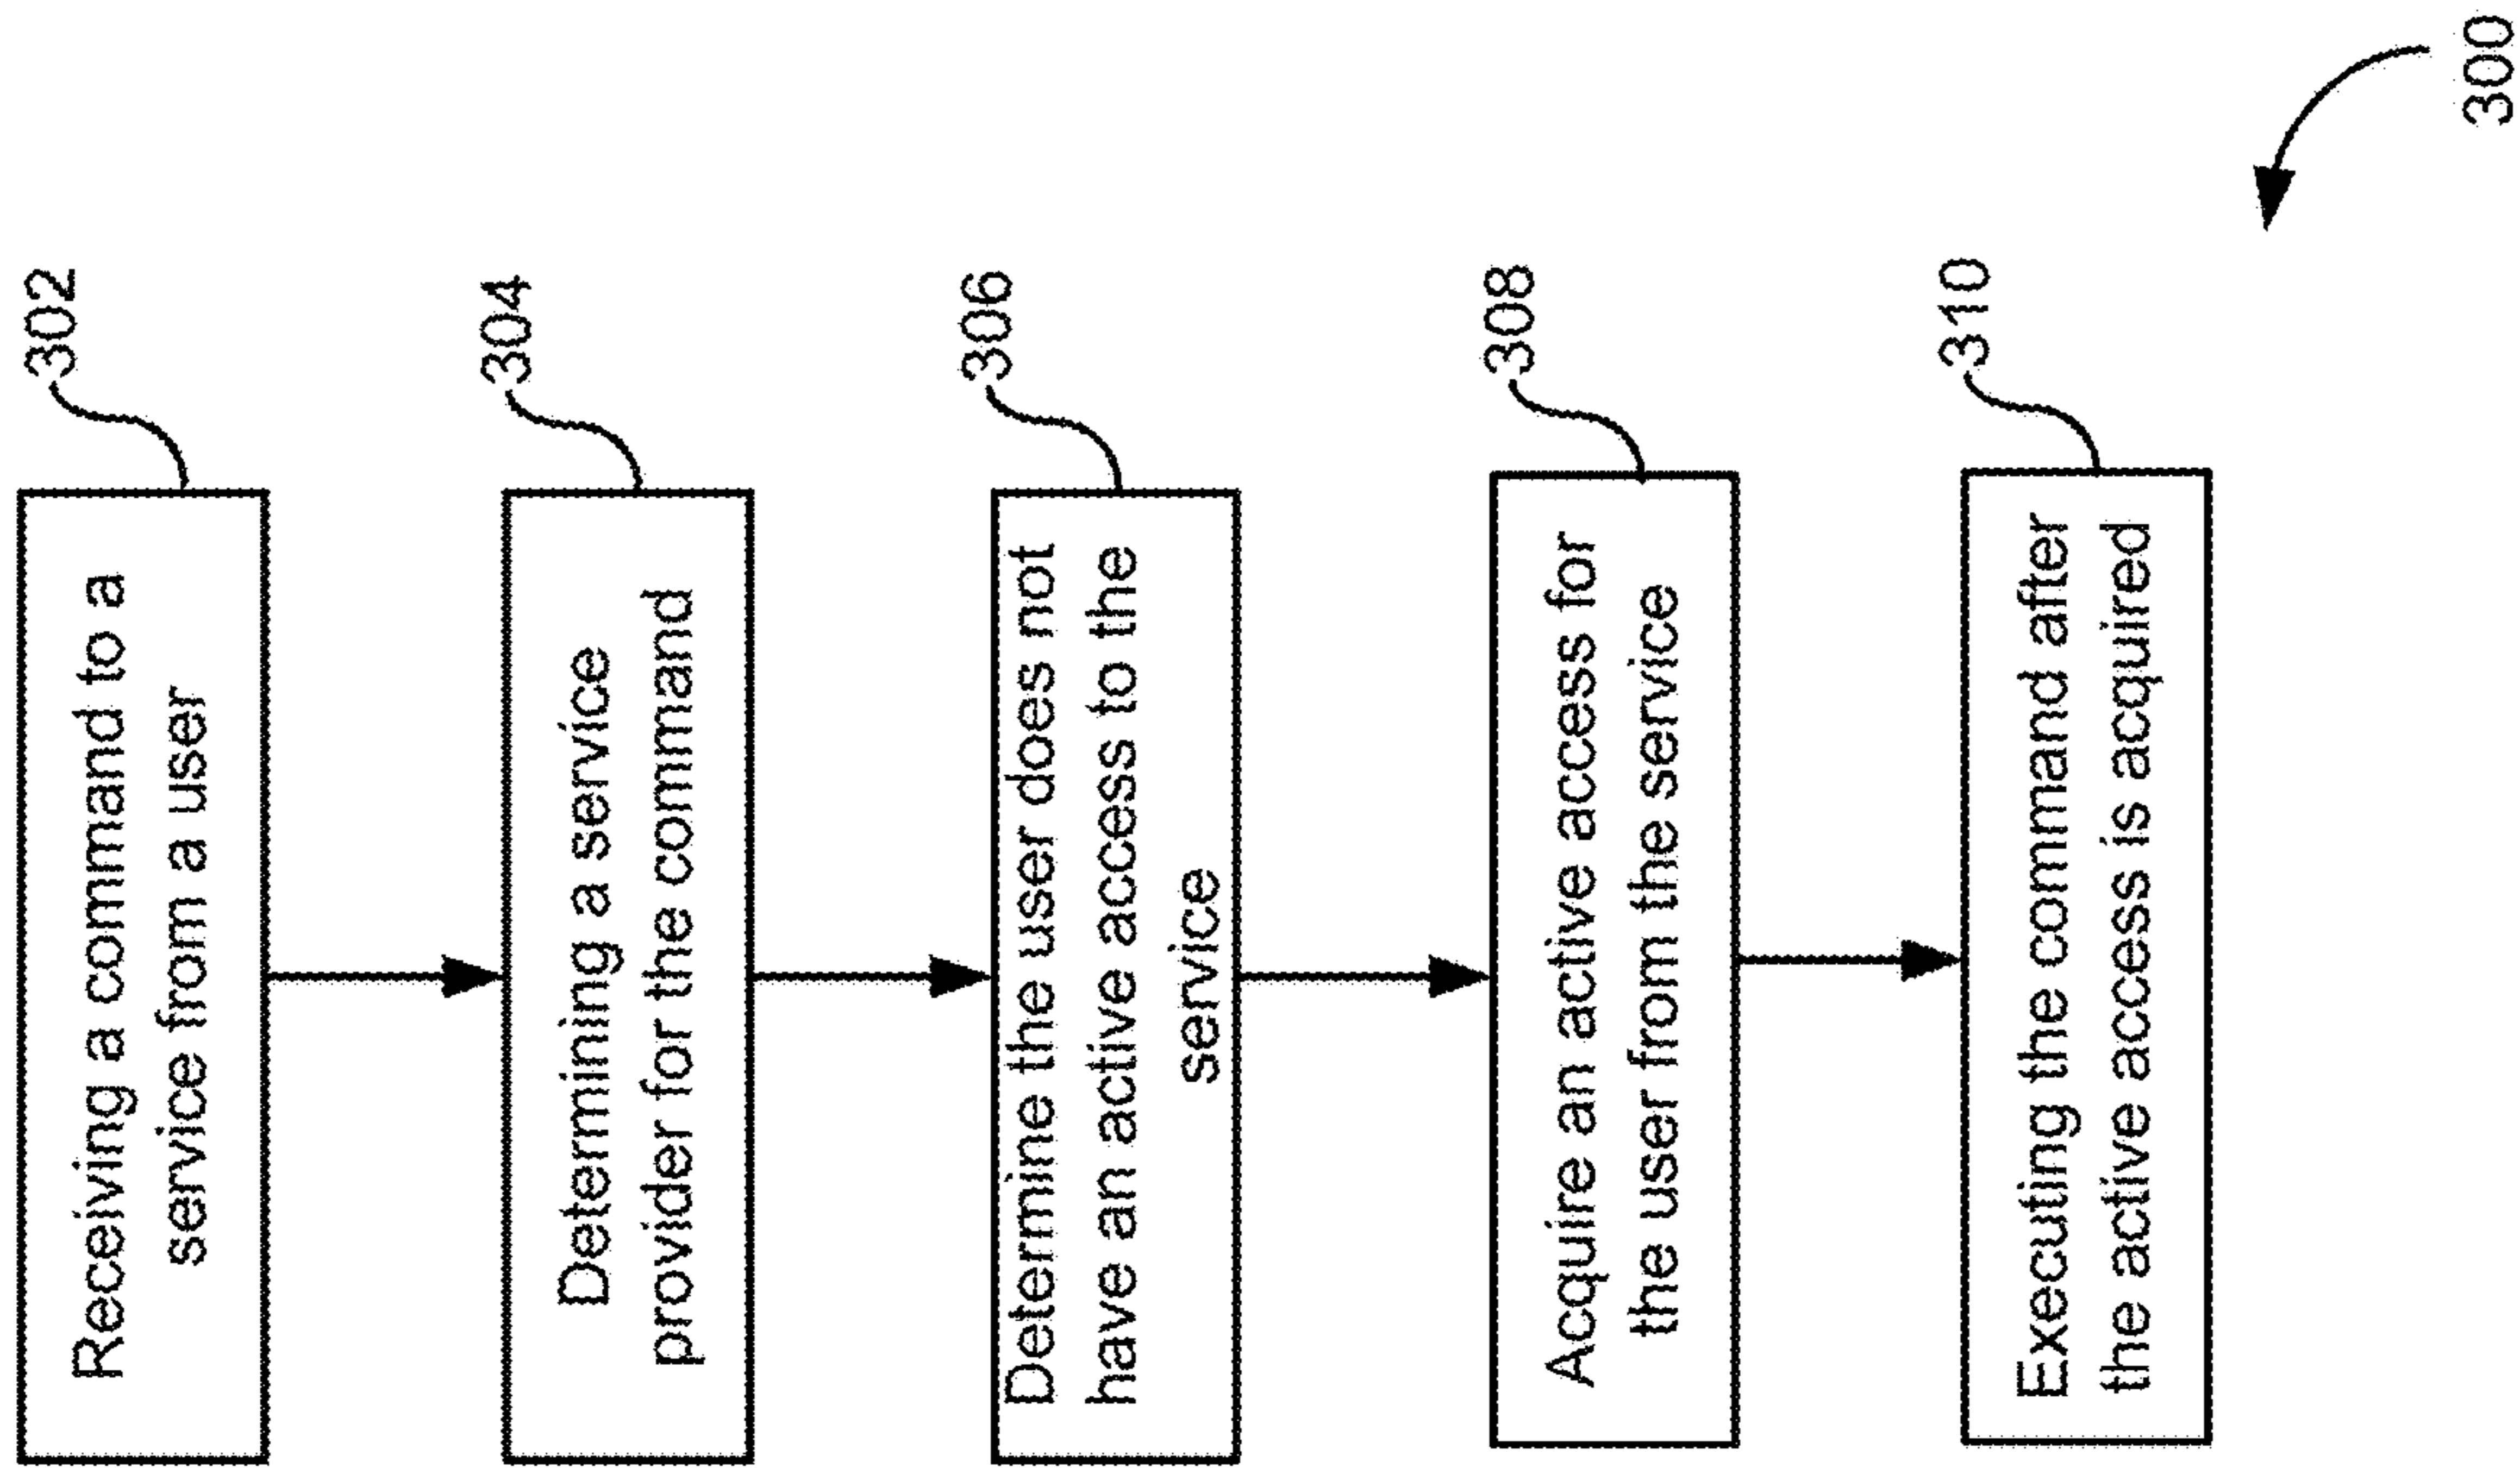 302
Receiving a command to a
service from a user
304
Determining a service
provider for the command
306
Determine the user does not
have an active access to the
service
308
Acquire an active access for
the user from the service
310
Executing the command after
the active access is acquired
300